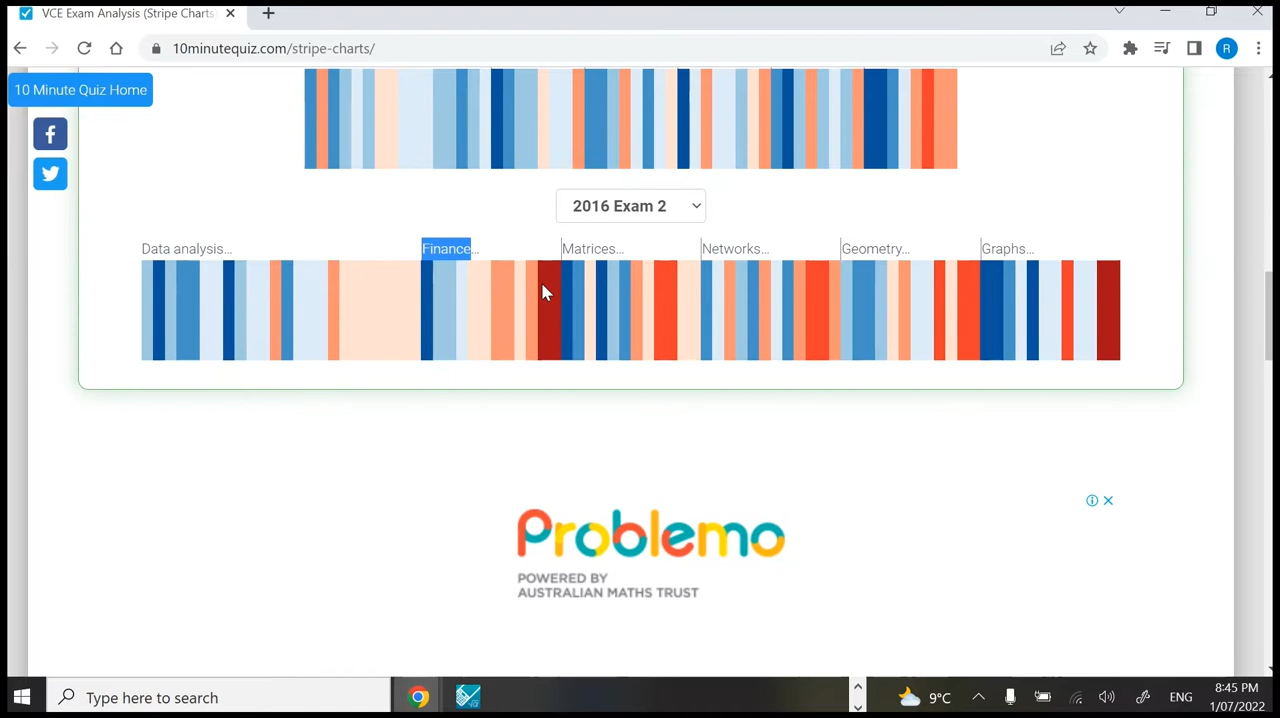 VCE Exam Analysis (Stripe Charts
10minutequiz.com/stripe-charts/
R
10 Minute Quiz Home
2016 Exam 2
Data analysis... Finance... Matrices... Networks... Geometry... Graphs...
Problemo
POWERED BY
AUSTRALIAN MATHS TRUST
Type here to search
9°C
ENG
8:45 PM
1/07/2022